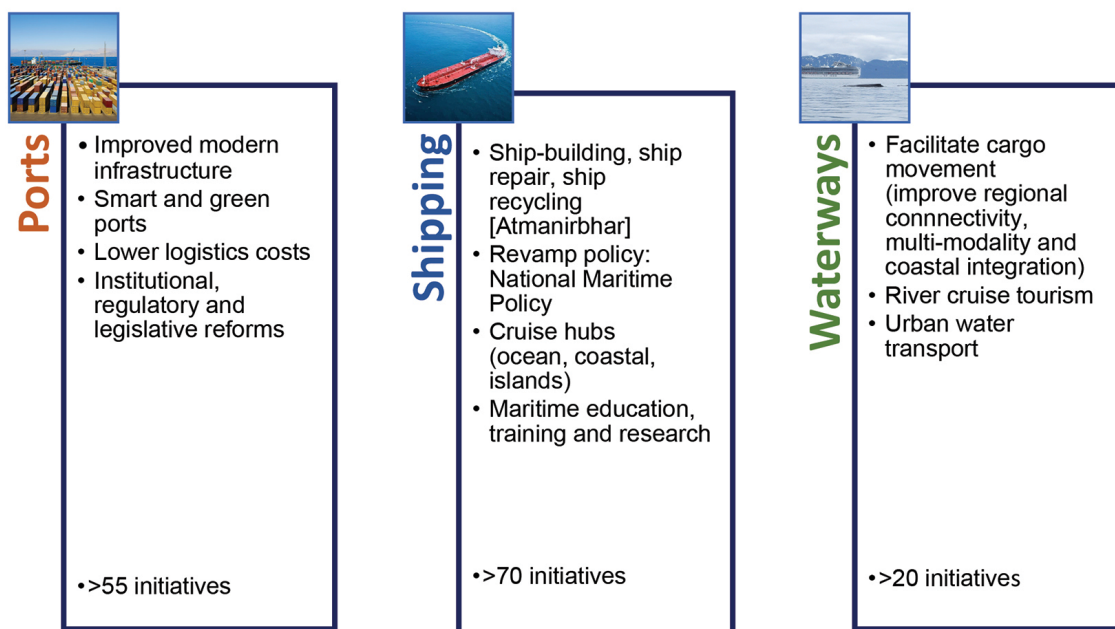 Ports
• Improved modern
infrastructure
• Smart and green
ports
• Lower logistics costs
• Institutional,
regulatory and
legislative reforms
•>55 initiatives
Shipping
• Ship-building, ship
repair, ship
recycling
[Atmanirbhar]
• Revamp policy:
National Maritime
Policy
• Cruise hubs
(ocean, coastal,
islands)
• Maritime education,
training and research
•>70 initiatives
Waterways
• Facilitate cargo
movement
(improve regional
connnectivity,
multi-modality and
coastal integration)
• River cruise tourism
• Urban water
transport
•>20 initiatives